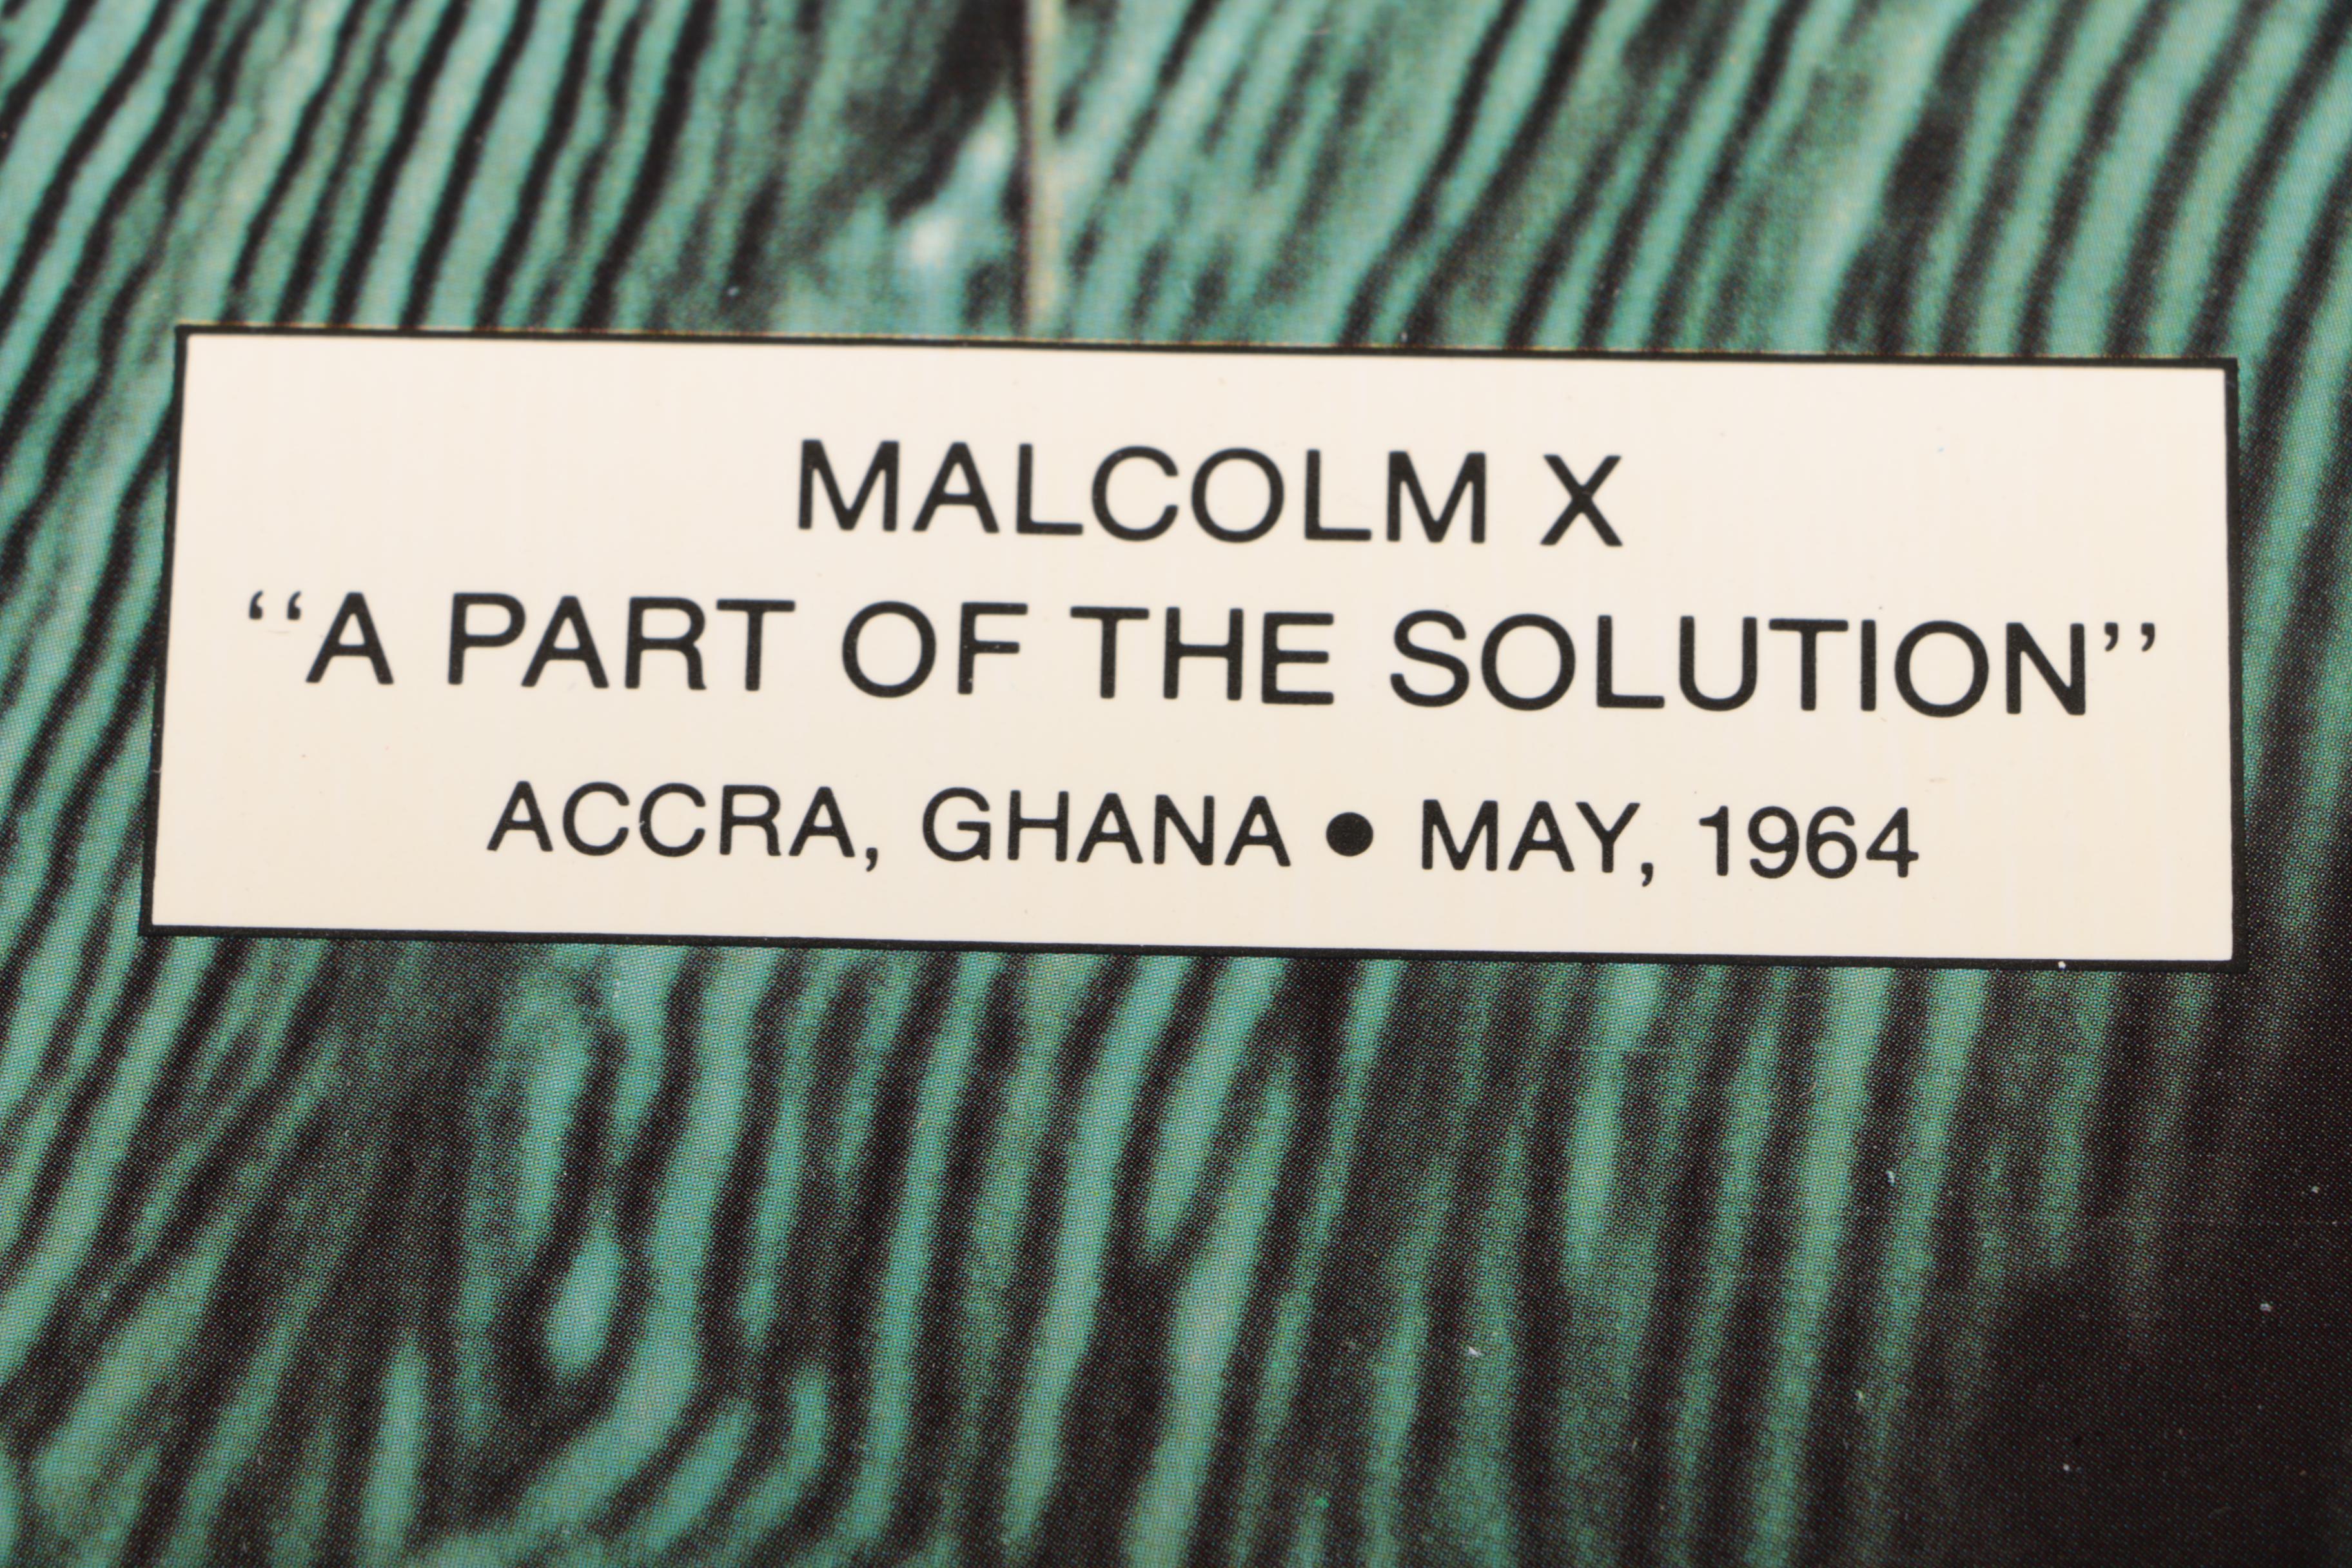 MALCOLM X
‘‘A PART OF THE SOLUTION’’
ACCRA, GHANA • MAY, 1964